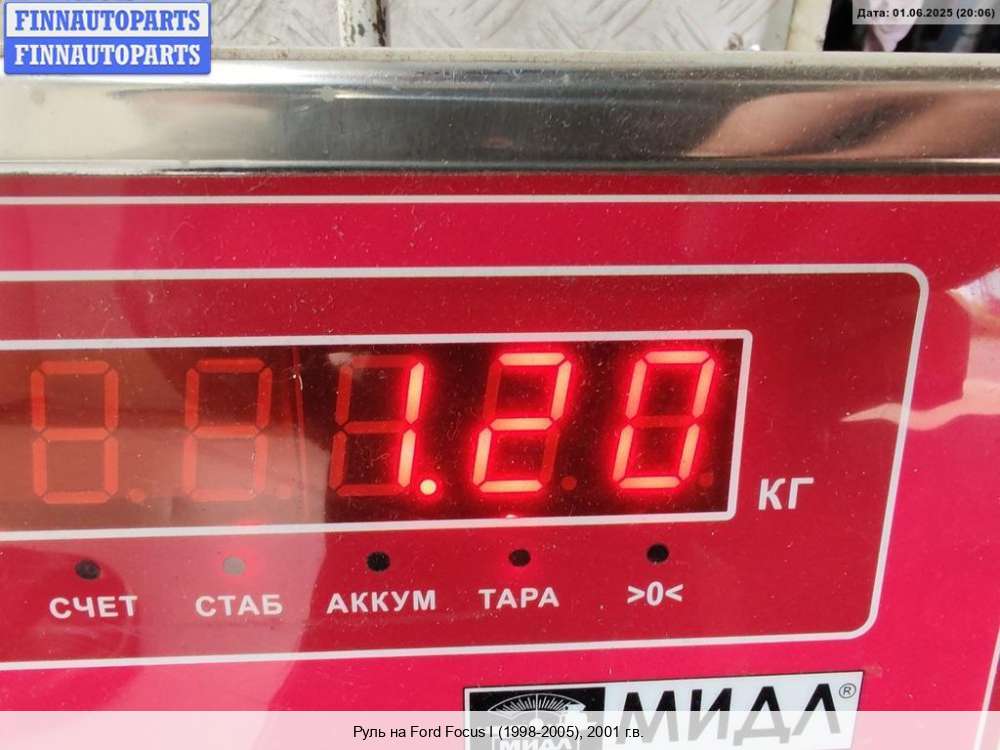 FINNAUTOPARTS
FINNAUTOPARTS
Дата: 01.06.2025 (20:06)
1.20
КГ
СЧЕТ СТАБ АККУМ ТАРА >0<
МИДЛ®
МИДЛ
Руль на Ford Focus I (1998-2005), 2001 г.в.